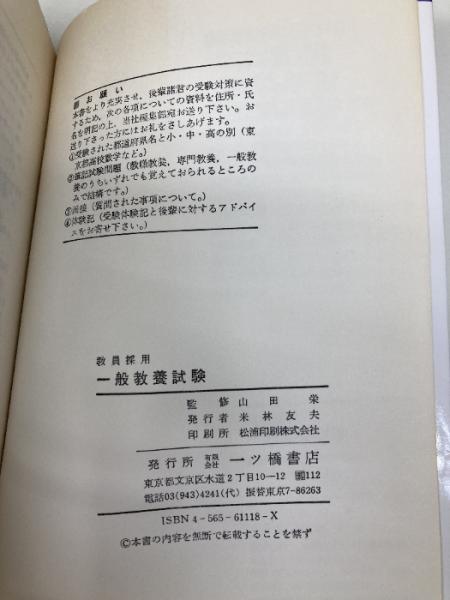 お願い
本書をより充実させ、後輩諸君の受験対策に資
するため、次の各項についての資料を住所・氏
名を明記の上、当社編集部宛お送り下さい。お
送り下さった方にはお礼をさしあげます。
①受験された都道府県名と小・中・高の別（東
京都高校数学など。）
②筆記試験問題（教職教養、専門教養、一般教
養のうちいずれでも覚えておられるところの
みで結構です。）
③面接（質問された事項について。）
④体験記（受験体験記と後輩に対するアドバイ
スをお寄せ下さい。）
教員採用
一般教養試験
監修 山田栄
発行者 米林友夫
印刷所 松浦印刷株式会社
発行所 有限会社 一ツ橋書店
東京都文京区水道2丁目10-12 〠112
電話03(943)4241(代) 振替東京7-86263
ISBN4-565-61118-X
©本書の内容を無断で転載することを禁ず